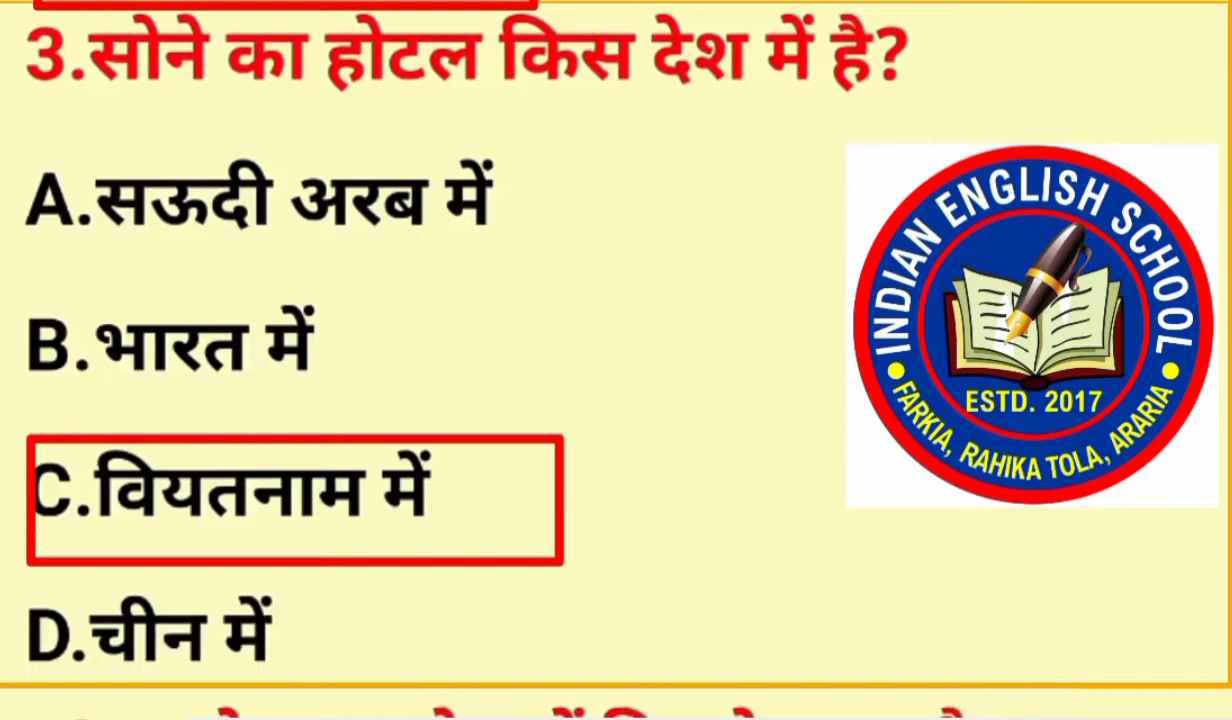 3.सोने का होटल किस देश में है?
A.सऊदी अरब में
B.भारत में
C.वियतनाम में
D.चीन में
INDIAN ENGLISH SCHOOL
ESTD. 2017
FARKIA, RAHIKA TOLA, ARARIA